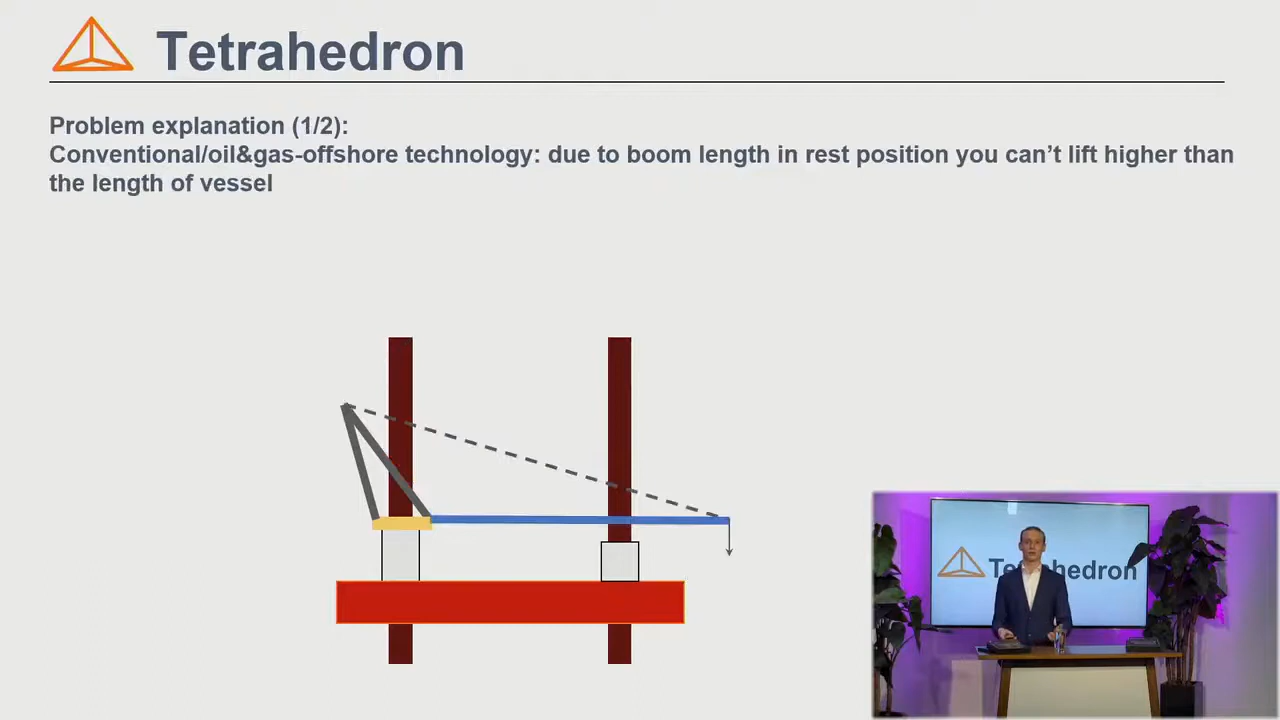 Tetrahedron
Problem explanation (1/2):
Conventional/oil&gas-offshore technology: due to boom length in rest position you can’t lift higher than
the length of vessel
Tetrahedron